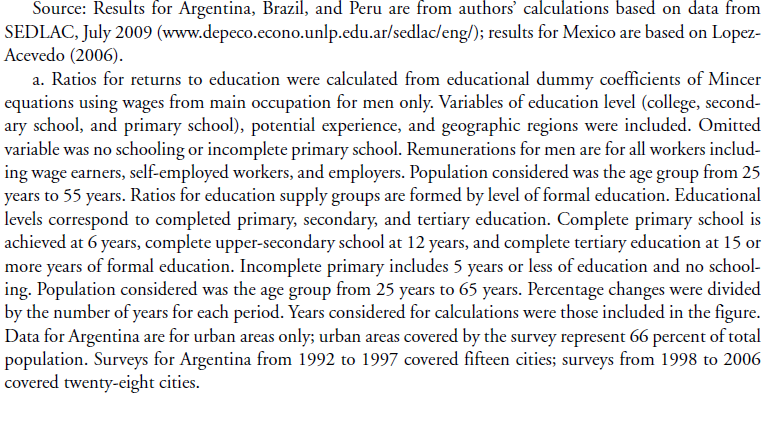 Source: Results for Argentina, Brazil, and Peru are from authors’ calculations based on data from
SEDLAC, July 2009 (www.depeco.econo.unlp.edu.ar/sedlac/eng/); results for Mexico are based on Lopez-
Acevedo (2006).
a. Ratios for returns to education were calculated from educational dummy coefficients of Mincer
equations using wages from main occupation for men only. Variables of education level (college, second-
ary school, and primary school), potential experience, and geographic regions were included. Omitted
variable was no schooling or incomplete primary school. Remunerations for men are for all workers includ-
ing wage earners, self-employed workers, and employers. Population considered was the age group from 25
years to 55 years. Ratios for education supply groups are formed by level of formal education. Educational
levels correspond to completed primary, secondary, and tertiary education. Complete primary school is
achieved at 6 years, complete upper-secondary school at 12 years, and complete tertiary education at 15 or
more years of formal education. Incomplete primary includes 5 years or less of education and no school-
ing. Population considered was the age group from 25 years to 65 years. Percentage changes were divided
by the number of years for each period. Years considered for calculations were those included in the figure.
Data for Argentina are for urban areas only; urban areas covered by the survey represent 66 percent of total
population. Surveys for Argentina from 1992 to 1997 covered fifteen cities; surveys from 1998 to 2006
covered twenty-eight cities.